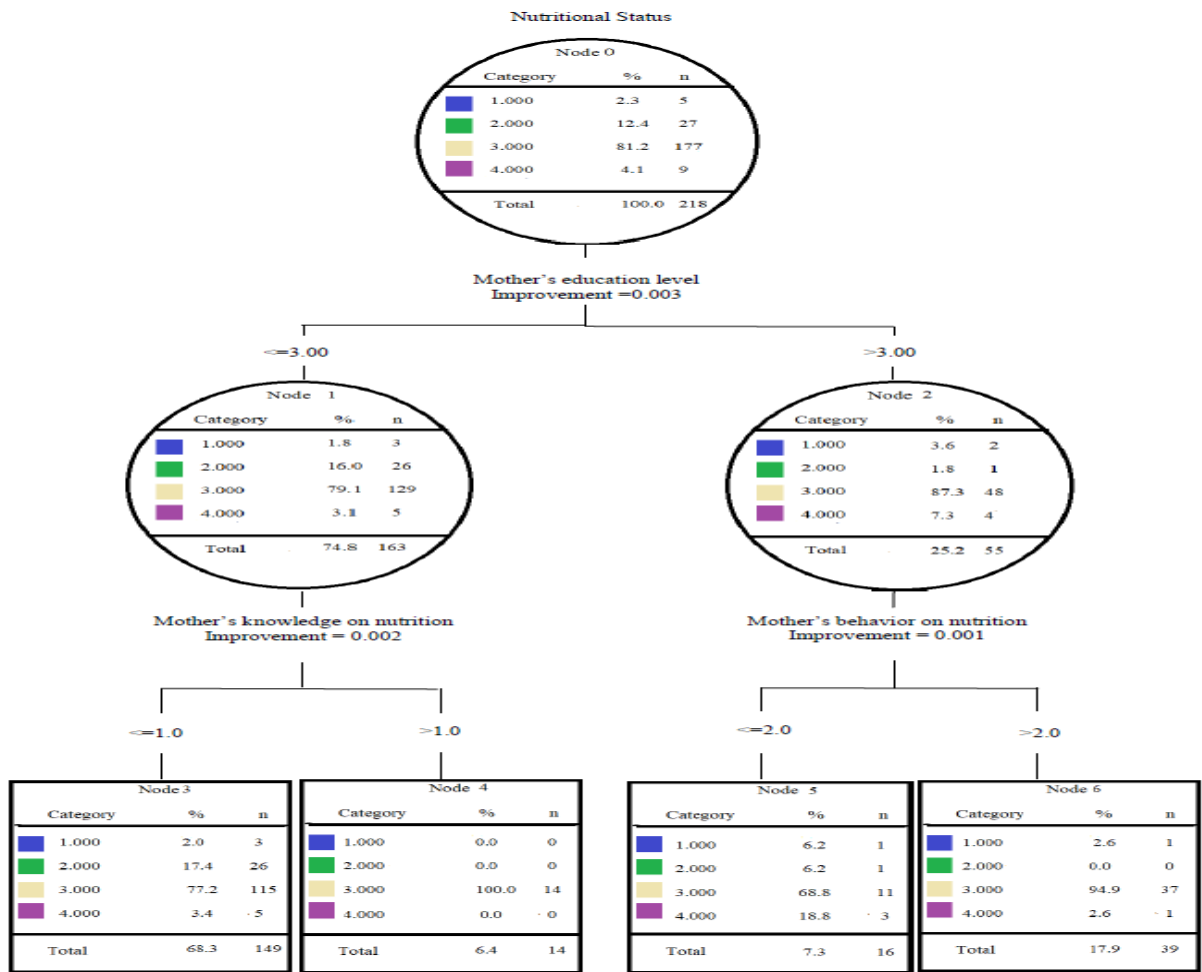 Nutritional Status
Node 0
Category % n
1.000 2.3 5
2.000 12.4 27
3.000 81.2 177
4.000 4.1 9
Total 100.0 218
Mother's education level
Improvement =0.003
<=3.00
>3.00
Node 1
Category % n
1.000 1.8 3
2.000 16.0 26
3.000 79.1 129
4.000 3.1 5
Total 74.8 163
Node 2
Category % n
1.000 3.6 2
2.000 1.8 1
3.000 87.3 48
4.000 7.3 4
Total 25.2 55
Mother's knowledge on nutrition
Improvement = 0.002
Mother's behavior on nutrition
Improvement = 0.001
<=1.0
>1.0
<=2.0
>2.0
Node 3
Category % n
1.000 2.0 3
2.000 17.4 26
3.000 77.2 115
4.000 3.4 5
Total 68.3 149
Node 4
Category % n
1.000 0.0 0
2.000 0.0 0
3.000 100.0 14
4.000 0.0 0
Total 6.4 14
Node 5
Category % n
1.000 6.2 1
2.000 6.2 1
3.000 68.8 11
4.000 18.8 3
Total 7.3 16
Node 6
Category % n
1.000 2.6 1
2.000 0.0 0
3.000 94.9 37
4.000 2.6 1
Total 17.9 39